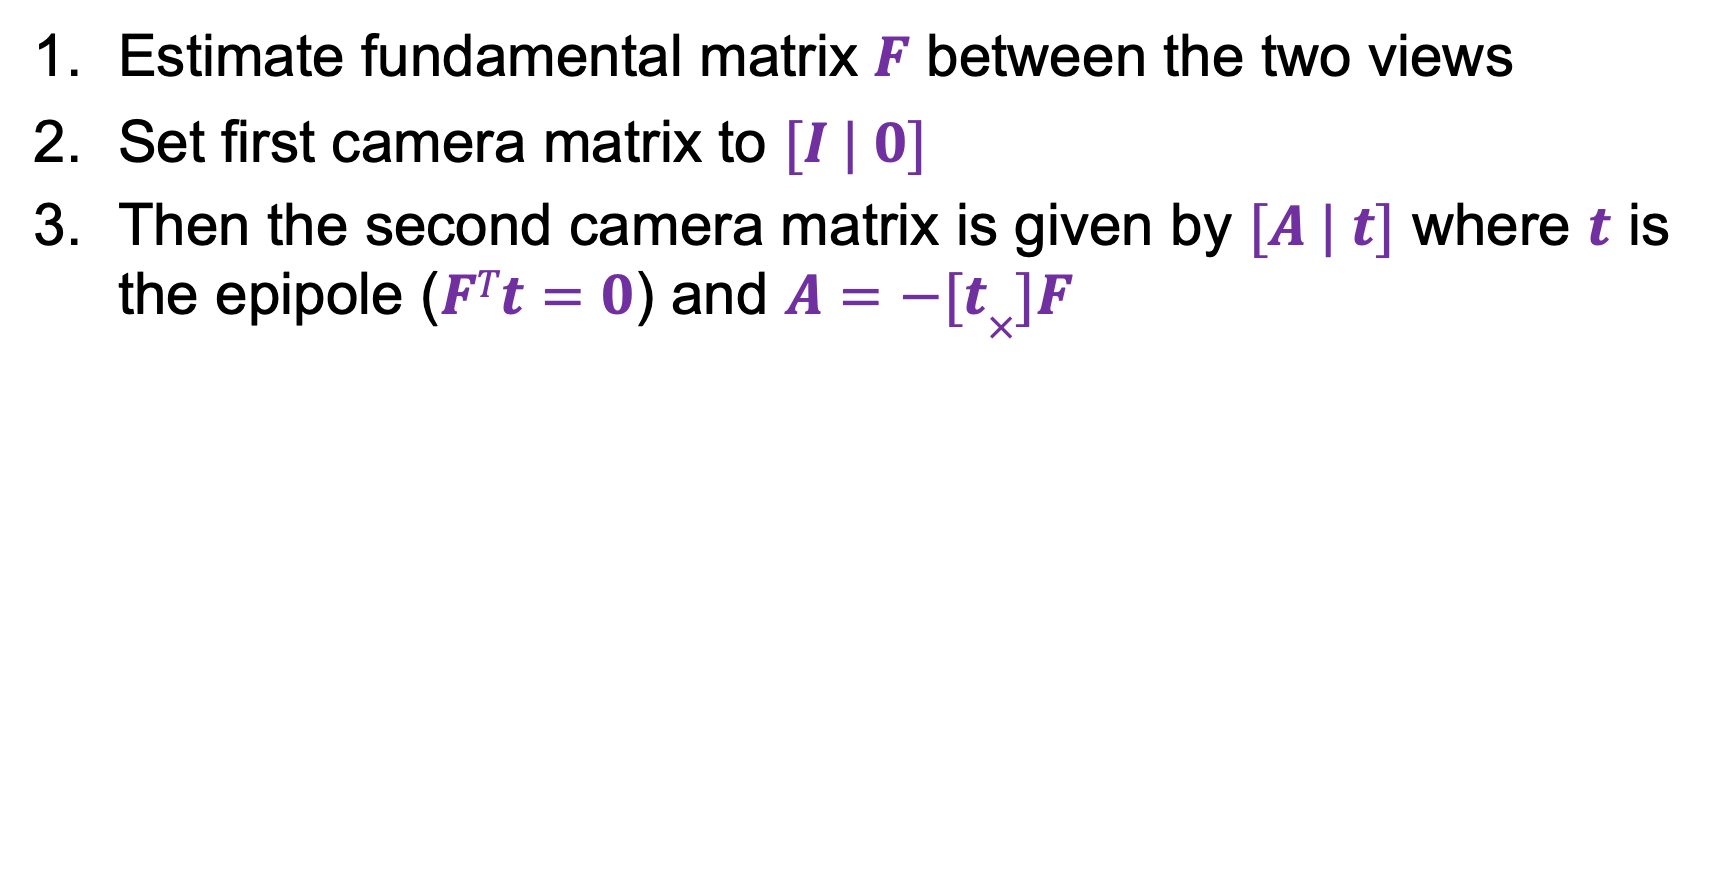 1. Estimate fundamental matrix F between the two views
2. Set first camera matrix to [I | 0]
3. Then the second camera matrix is given by [A | t] where t is
the epipole (Fᵀt = 0) and A = −[t×]F